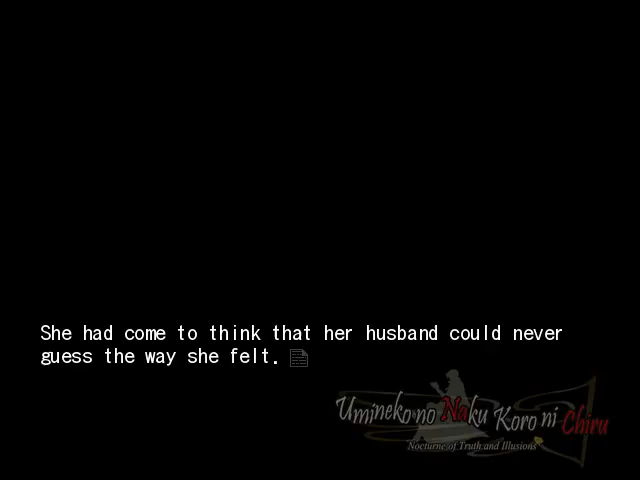 She had come to think that her husband could never
guess the way she felt.
Umineko no Naku Koro ni Chiru
Nocturne of Truth and Illusions